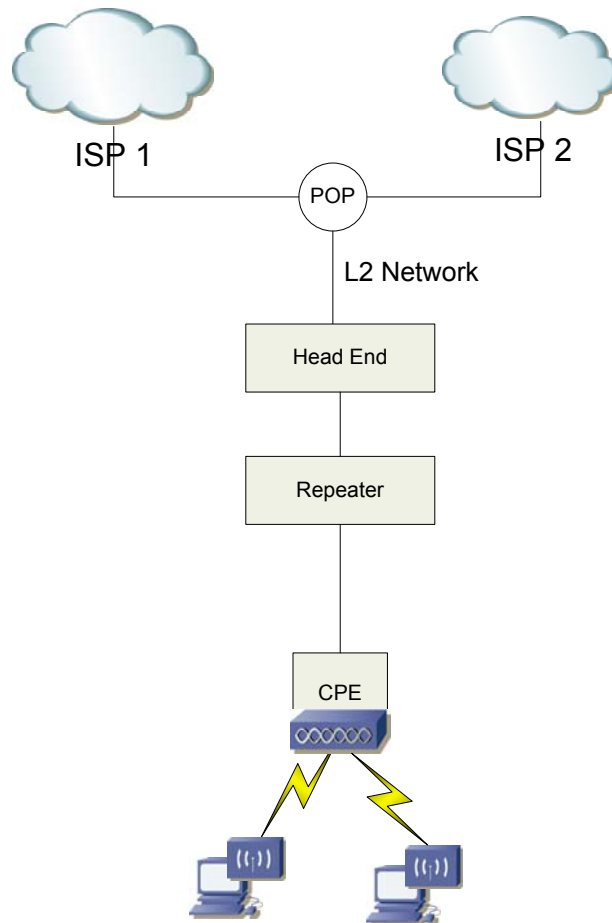 ISP 1
ISP 2
POP
L2 Network
Head End
Repeater
CPE